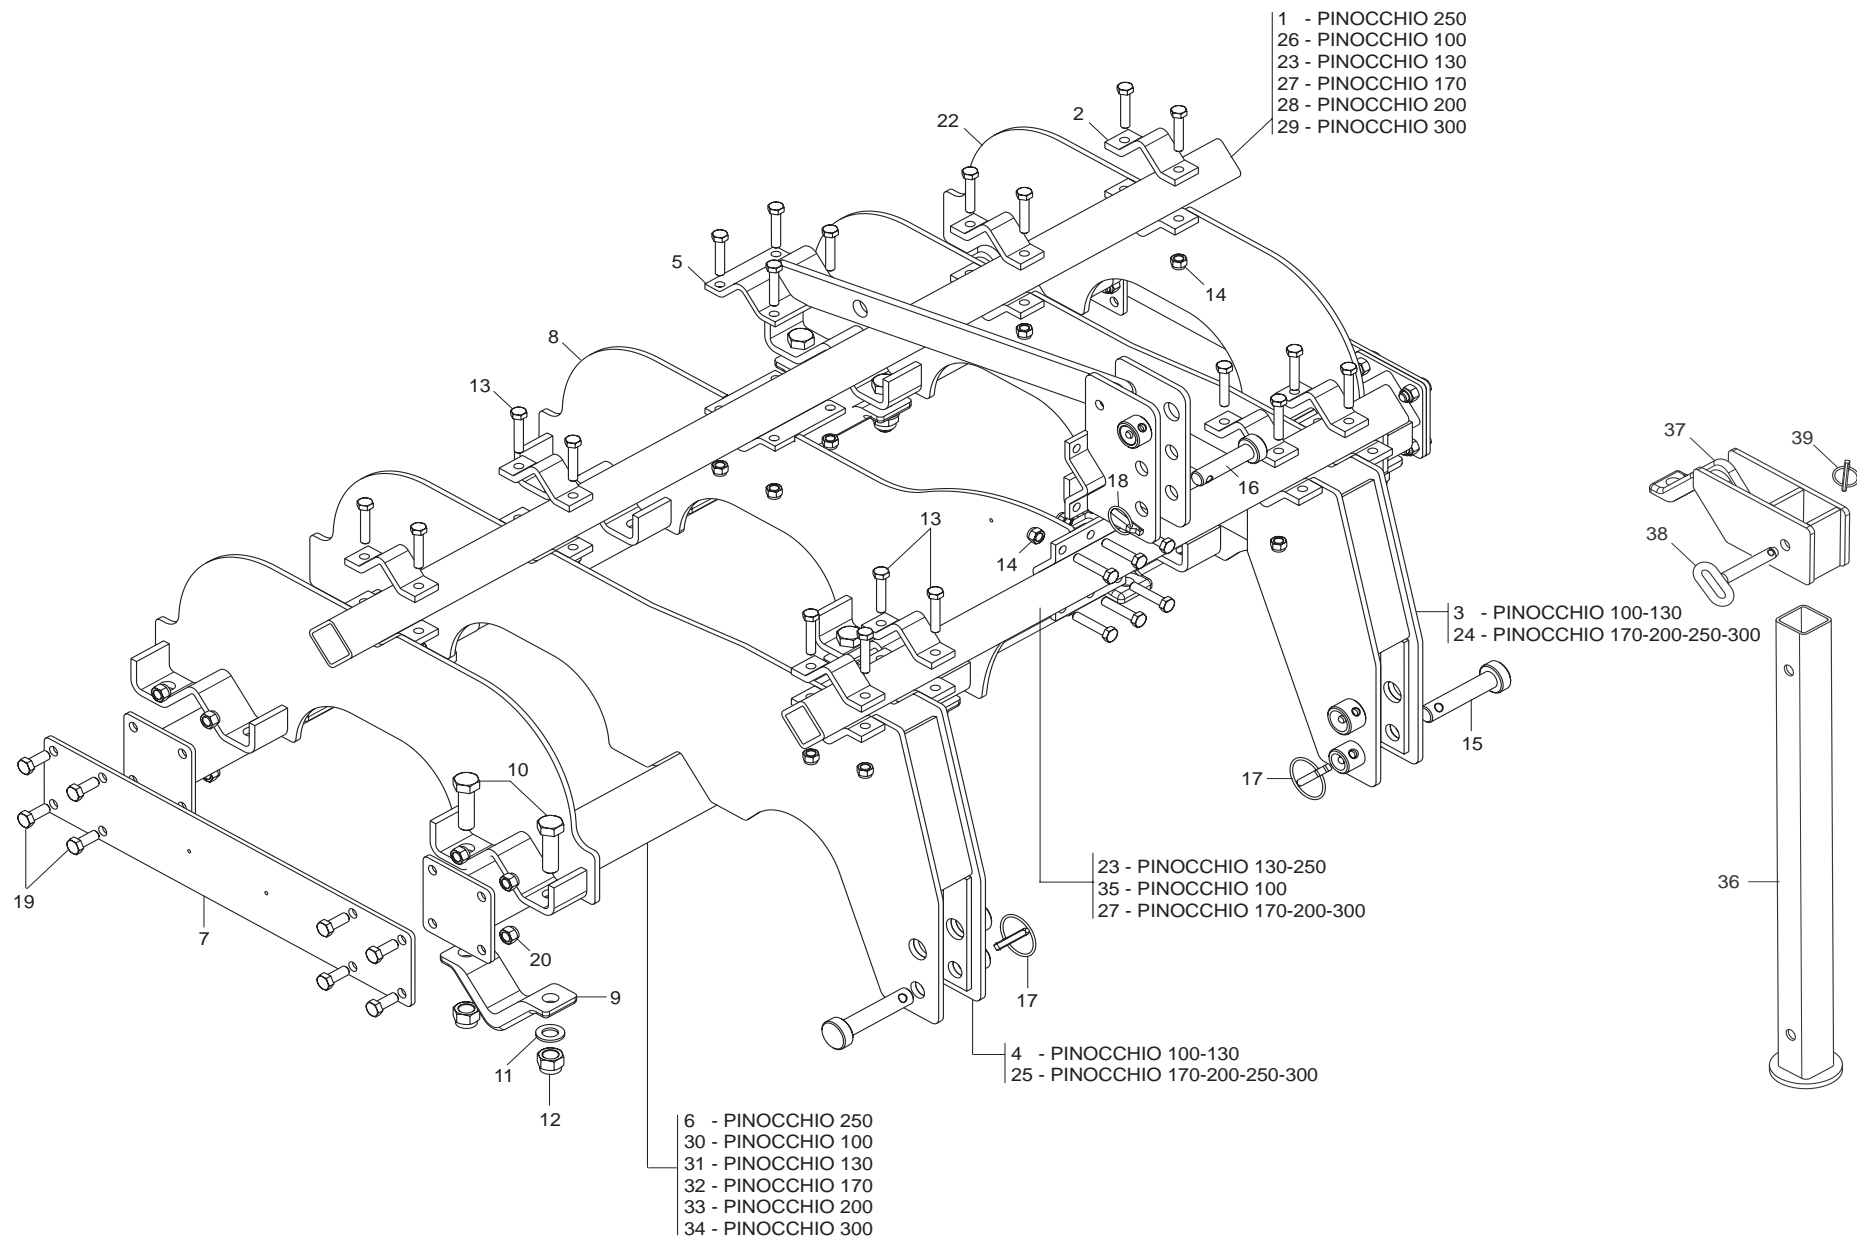 1 - PINOCCHIO 250
26 - PINOCCHIO 100
23 - PINOCCHIO 130
27 - PINOCCHIO 170
28 - PINOCCHIO 200
29 - PINOCCHIO 300
2
22
5
14
8
13
37
39
16
18
13
14
38
3 - PINOCCHIO 100-130
24 - PINOCCHIO 170-200-250-300
15
10
17
23 - PINOCCHIO 130-250
35 - PINOCCHIO 100
27 - PINOCCHIO 170-200-300
36
19
7
20
9
17
4 - PINOCCHIO 100-130
25 - PINOCCHIO 170-200-250-300
11
12
6 - PINOCCHIO 250
30 - PINOCCHIO 100
31 - PINOCCHIO 130
32 - PINOCCHIO 170
33 - PINOCCHIO 200
34 - PINOCCHIO 300